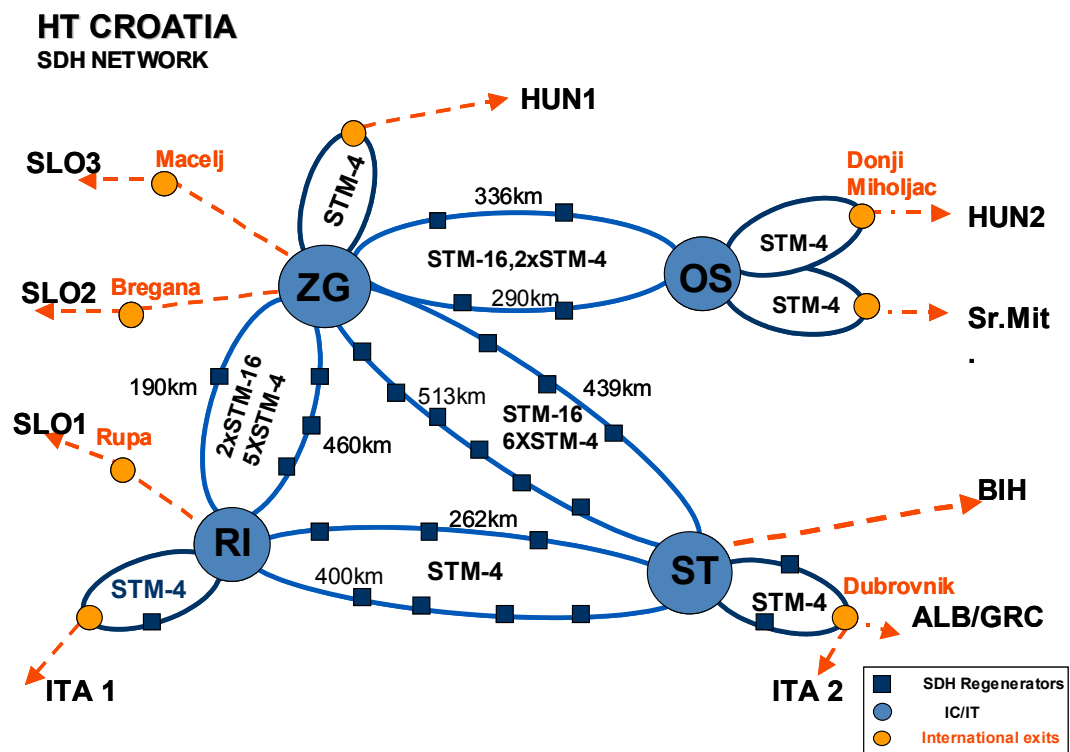 HT CROATIA
SDH NETWORK
HUN1
SLO3
Macelj
STM-4
336km
Donji
Miholjac
HUN2
STM-4
STM-16,2xSTM-4
ZG
OS
SLO2
Bregana
290km
STM-4
Sr.Mit
.
190km
2xSTM-16
5XSTM-4
513km
439km
STM-16
6XSTM-4
SLO1
Rupa
460km
BIH
RI
262km
ST
400km
STM-4
STM-4
STM-4
Dubrovnik
ALB/GRC
ITA 1
ITA 2
SDH Regenerators
IC/IT
International exits